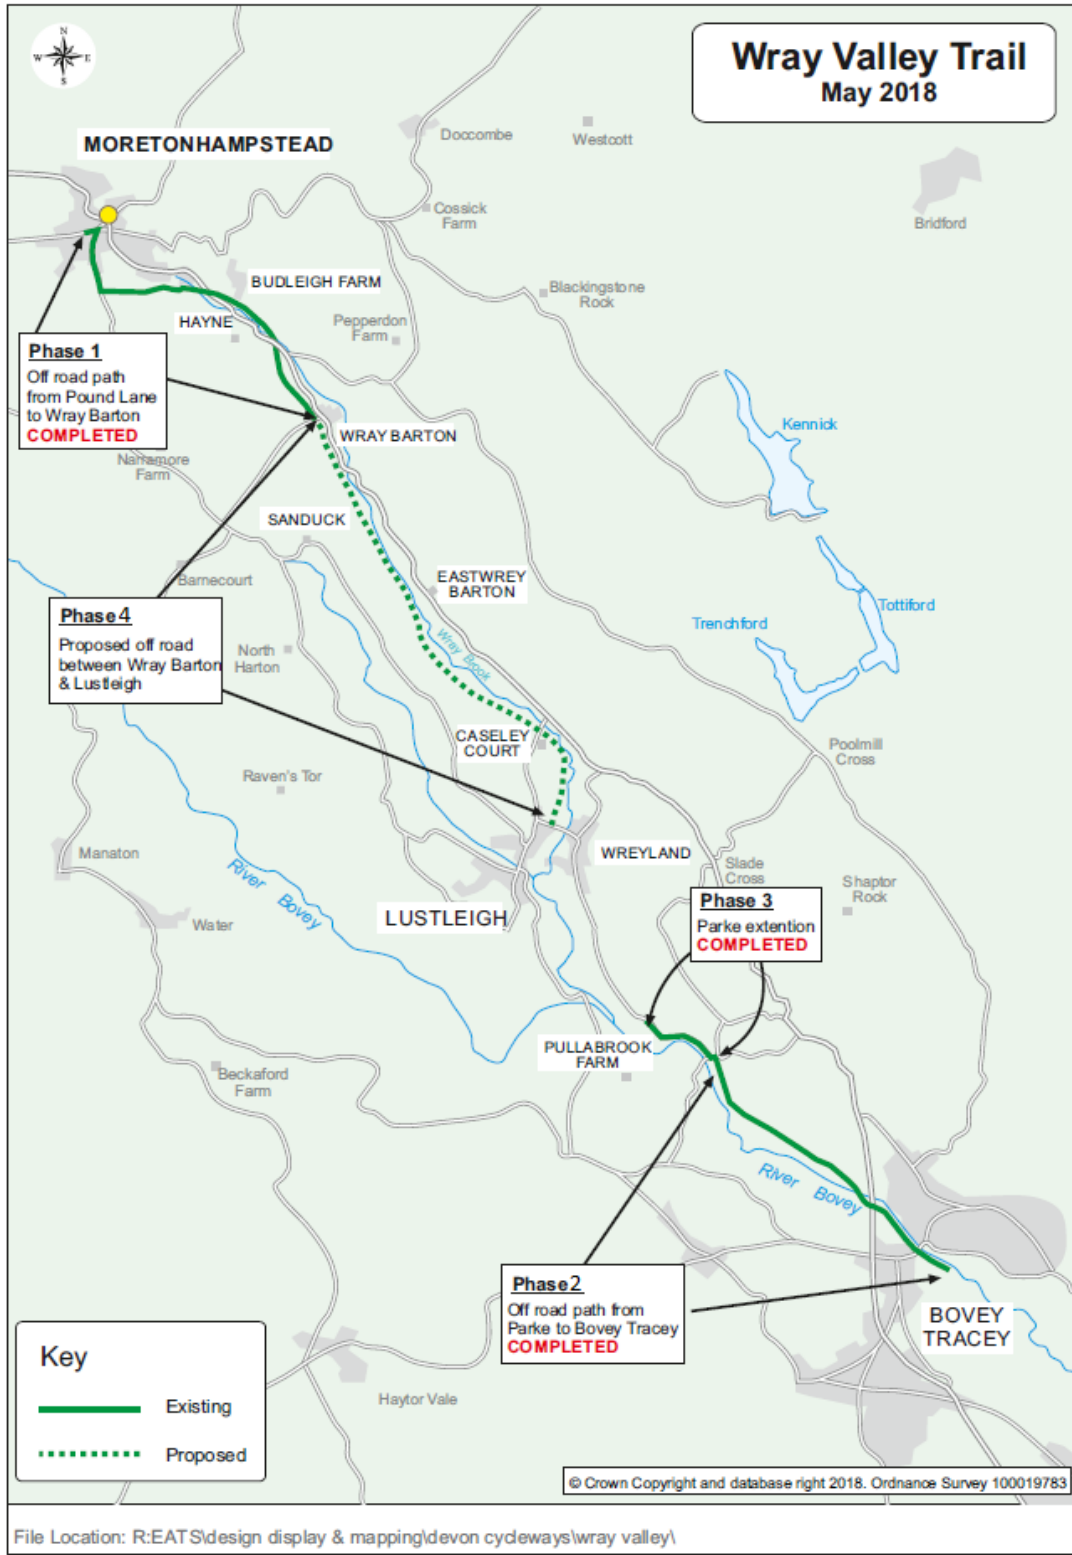 N
W E
S
Wray Valley Trail
May 2018
MORETONHAMPSTEAD
Doccombe
Westcott
Cossick
Farm
Bridford
BUDLEIGH FARM
Blackingstone
Rock
HAYNE
Pepperdon
Farm
Phase 1
Off road path
from Pound Lane
to Wray Barton
COMPLETED
Kennick
WRAY BARTON
Narramore
Farm
SANDUCK
Barnecourt
EASTWREY
BARTON
Tottiford
Trenchford
Phase 4
Proposed off road
between Wray Barton
& Lustleigh
Wray Brook
North
Harton
CASELEY
COURT
Poolmill
Cross
Raven's Tor
Manaton
WREYLAND
Slade
Cross
Shaptor
Rock
River Bovey
Water
LUSTLEIGH
Phase 3
Parke extention
COMPLETED
PULLABROOK
FARM
Beckaford
Farm
River Bovey
Phase 2
Off road path from
Parke to Bovey Tracey
COMPLETED
BOVEY
TRACEY
Key
Existing
Proposed
Haytor Vale
© Crown Copyright and database right 2018. Ordnance Survey 100019783
File Location: R:EATS\design display & mapping\devon cycleways\wray valley\